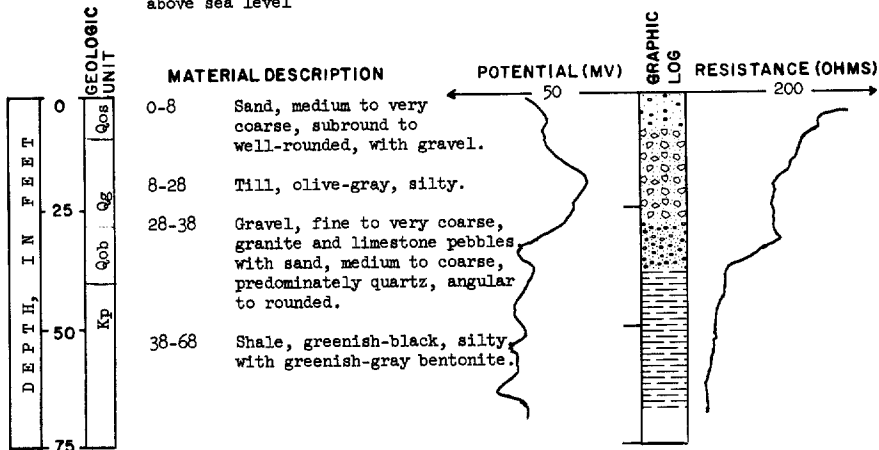 above sea level
GEOLOGIC
UNIT
MATERIAL DESCRIPTION
POTENTIAL (MV)
GRAPHIC
LOG
RESISTANCE (OHMS)
50
200
DEPTH, IN FEET
0
25
50
75
Qos
Qg
Qob
Kp
0-8 Sand, medium to very
coarse, subround to
well-rounded, with gravel.
8-28 Till, olive-gray, silty.
28-38 Gravel, fine to very coarse,
granite and limestone pebbles
with sand, medium to coarse,
predominately quartz, angular
to rounded.
38-68 Shale, greenish-black, silty,
with greenish-gray bentonite.